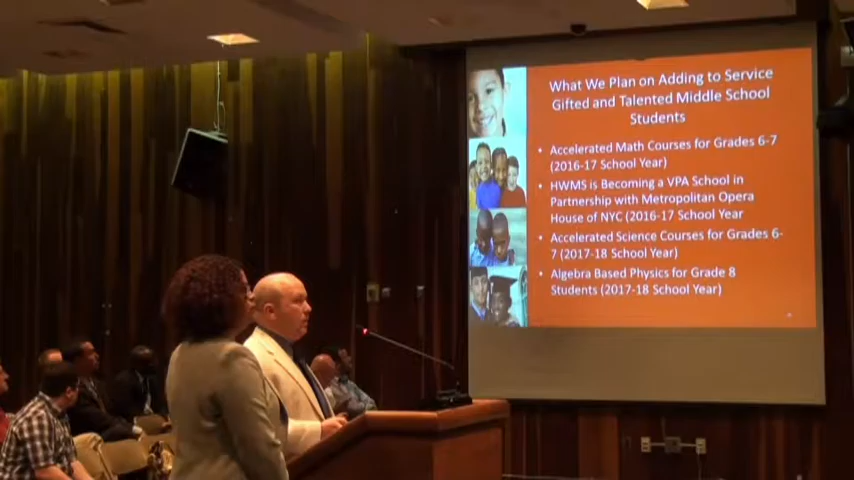 What We Plan on Adding to Service
Gifted and Talented Middle School
Students
• Accelerated Math Courses for Grades 6-7
(2016-17 School Year)
• HWMS is Becoming a VPA School in
Partnership with Metropolitan Opera
House of NYC (2016-17 School Year)
• Accelerated Science Courses for Grades 6-
7 (2017-18 School Year)
• Algebra Based Physics for Grade 8
Students (2017-18 School Year)